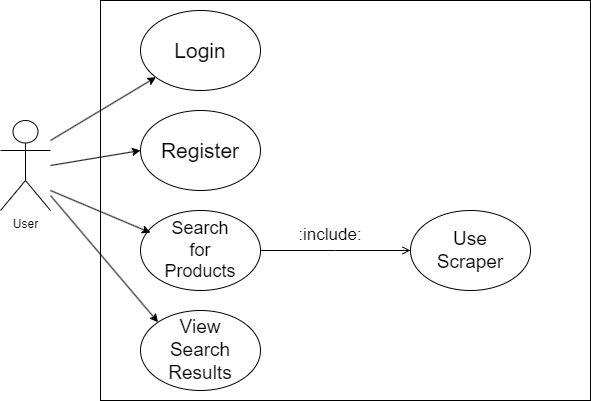 Login
Register
User
Search
for
Products
:include:
Use
Scraper
View
Search
Results